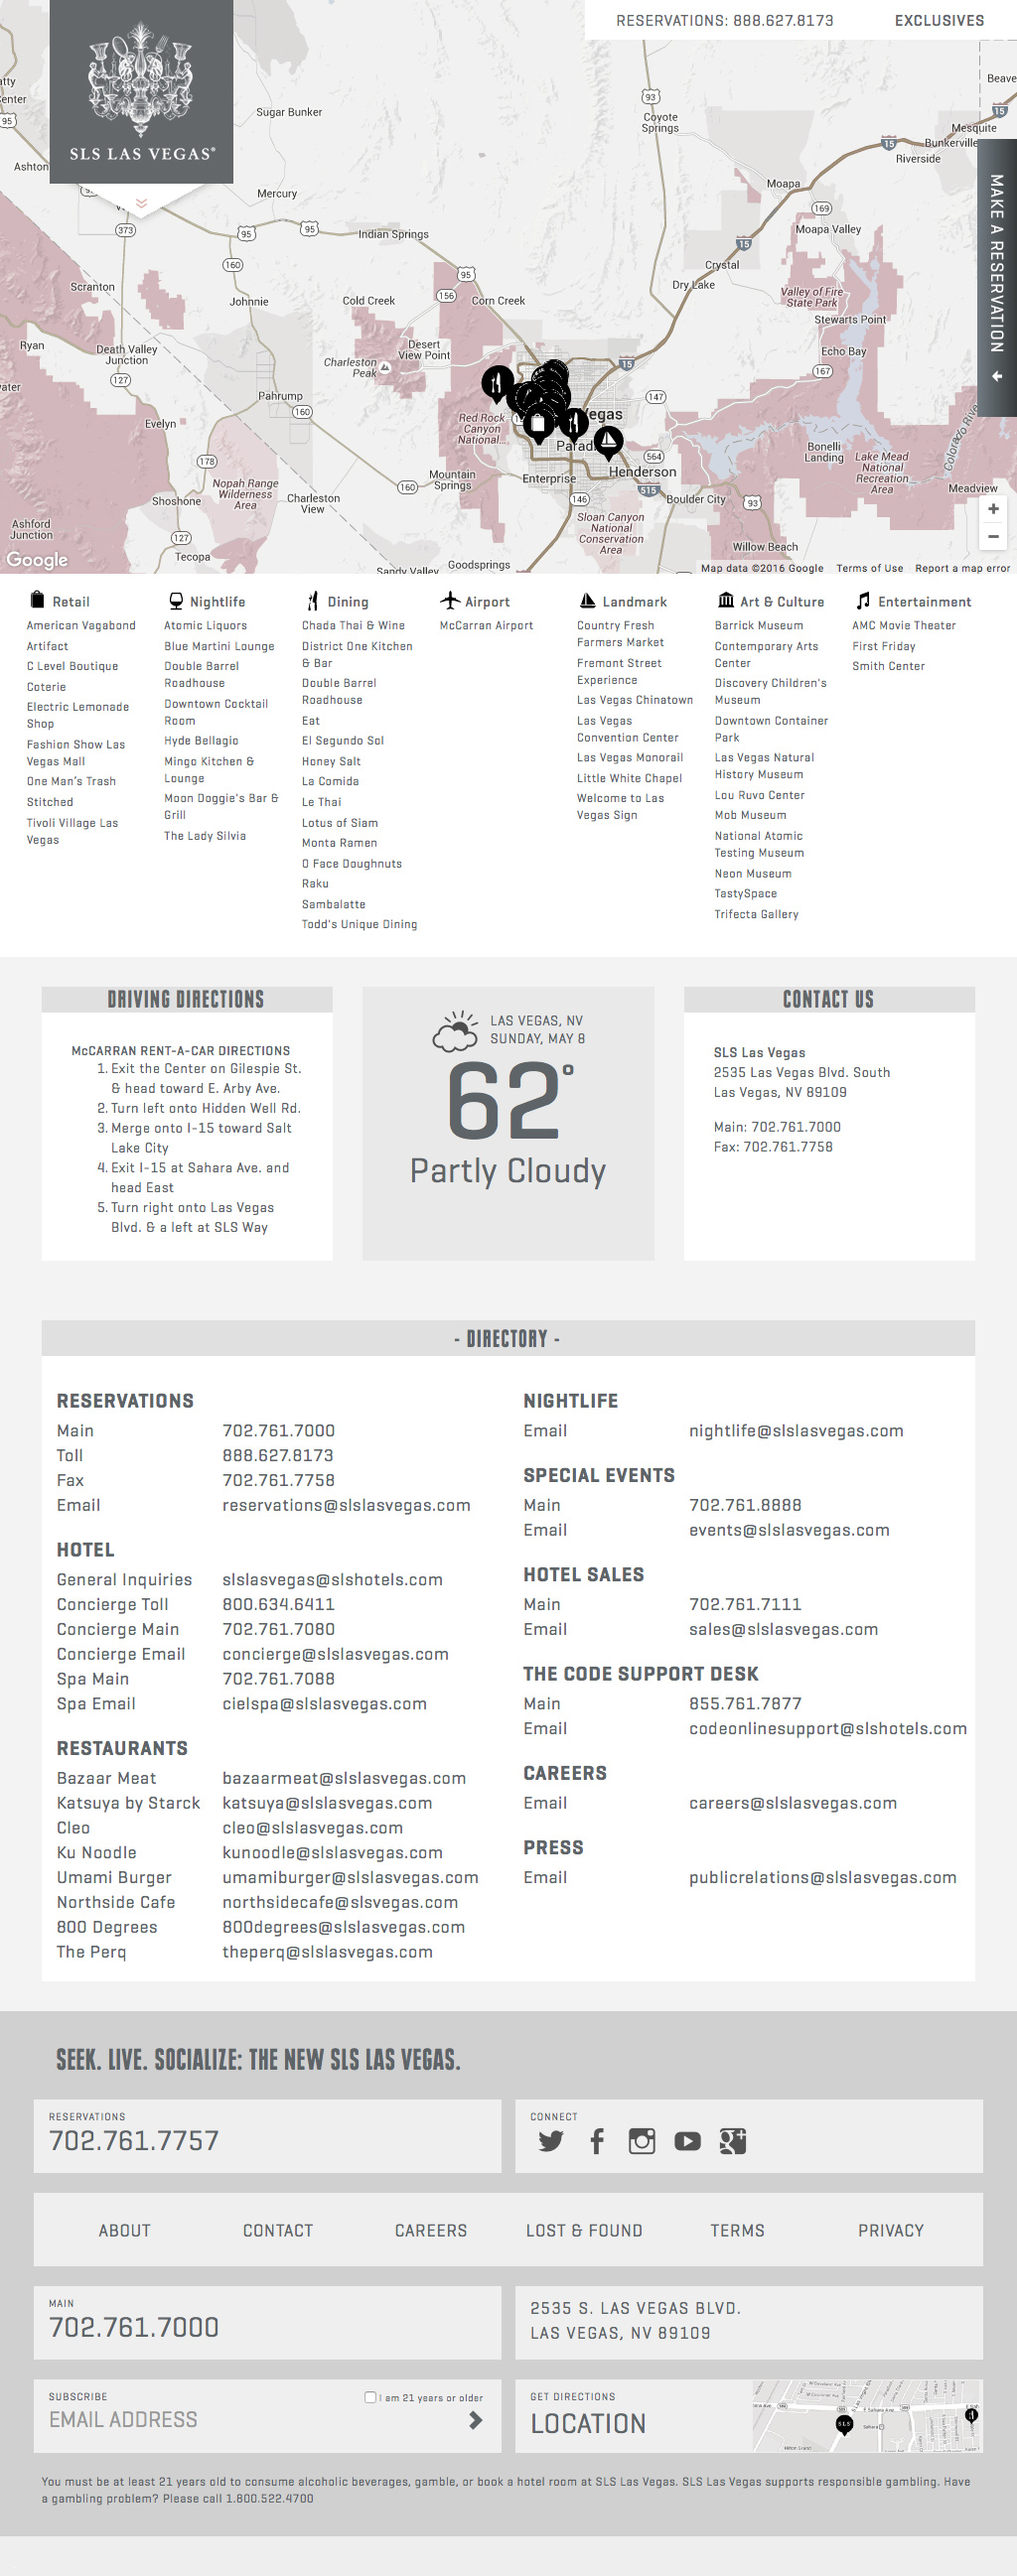 RESERVATIONS: 888.627.8173
EXCLUSIVES
SLS LAS VEGAS®
MAKE A RESERVATION
Sugar Bunker
Coyote
Springs
Mesquite
Bunkerville
Riverside
Mercury
Moapa
Moapa Valley
Indian Springs
Crystal
Scranton
Johnnie
Cold Creek
Corn Creek
Dry Lake
Valley of Fire
State Park
Stewarts Point
Ryan
Death Valley
Junction
Desert
View Point
Charleston
Peak
Echo Bay
Pahrump
Evelyn
Red Rock
Canyon
National...
Henderson
Enterprise
Bonelli
Landing
Lake Mead
National
Recreation
Area
Colorado River
Meadview
Nopah Range
Wilderness
Area
Mountain
Springs
Shoshone
Charleston
View
Boulder City
Sloan Canyon
National
Conservation
Area
Ashford
Junction
Tecopa
Sandy Valley
Goodsprings
Willow Beach
Google
Map data ©2016 Google
Terms of Use
Report a map error
Retail
American Vagabond
Artifact
C Level Boutique
Coterie
Electric Lemonade
Shop
Fashion Show Las
Vegas Mall
One Man's Trash
Stitched
Tivoli Village Las
Vegas
Nightlife
Atomic Liquors
Blue Martini Lounge
Double Barrel
Roadhouse
Downtown Cocktail
Room
Hyde Bellagio
Mingo Kitchen &
Lounge
Moon Doggie's Bar &
Grill
The Lady Silvia
Dining
Chada Thai & Wine
District One Kitchen
& Bar
Double Barrel
Roadhouse
Eat
El Segundo Sol
Honey Salt
La Comida
Le Thai
Lotus of Siam
Monta Ramen
O Face Doughnuts
Raku
Sambalatte
Todd's Unique Dining
Airport
McCarran Airport
Landmark
Country Fresh
Farmers Market
Fremont Street
Experience
Las Vegas Chinatown
Las Vegas
Convention Center
Las Vegas Monorail
Little White Chapel
Welcome to Las
Vegas Sign
Art & Culture
Barrick Museum
Contemporary Arts
Center
Discovery Children's
Museum
Downtown Container
Park
Las Vegas Natural
History Museum
Lou Ruvo Center
Mob Museum
National Atomic
Testing Museum
Neon Museum
TastySpace
Trifecta Gallery
Entertainment
AMC Movie Theater
First Friday
Smith Center
DRIVING DIRECTIONS
McCARRAN RENT-A-CAR DIRECTIONS
1. Exit the Center on Gilespie St.
& head toward E. Arby Ave.
2. Turn left onto Hidden Well Rd.
3. Merge onto I-15 toward Salt
Lake City
4. Exit I-15 at Sahara Ave. and
head East
5. Turn right onto Las Vegas
Blvd. & a left at SLS Way
LAS VEGAS, NV
SUNDAY, MAY 8
62°
Partly Cloudy
CONTACT US
SLS Las Vegas
2535 Las Vegas Blvd. South
Las Vegas, NV 89109
Main: 702.761.7000
Fax: 702.761.7758
- DIRECTORY -
RESERVATIONS
Main 702.761.7000
Toll 888.627.8173
Fax 702.761.7758
Email reservations@slslasvegas.com
HOTEL
General Inquiries slslasvegas@slshotels.com
Concierge Toll 800.634.6411
Concierge Main 702.761.7080
Concierge Email concierge@slslasvegas.com
Spa Main 702.761.7088
Spa Email cielspa@slslasvegas.com
RESTAURANTS
Bazaar Meat bazaarmeat@slslasvegas.com
Katsuya by Starck katsuya@slslasvegas.com
Cleo cleo@slslasvegas.com
Ku Noodle kunoodle@slslasvegas.com
Umami Burger umamiburger@slslasvegas.com
Northside Cafe northsidecafe@slsvegas.com
800 Degrees 800degrees@slslasvegas.com
The Perq theperq@slslasvegas.com
NIGHTLIFE
Email nightlife@slslasvegas.com
SPECIAL EVENTS
Main 702.761.8888
Email events@slslasvegas.com
HOTEL SALES
Main 702.761.7111
Email sales@slslasvegas.com
THE CODE SUPPORT DESK
Main 855.761.7877
Email codeonlinesupport@slshotels.com
CAREERS
Email careers@slslasvegas.com
PRESS
Email publicrelations@slslasvegas.com
SEEK. LIVE. SOCIALIZE: THE NEW SLS LAS VEGAS.
RESERVATIONS
702.761.7757
CONNECT
ABOUT CONTACT CAREERS LOST & FOUND TERMS PRIVACY
MAIN
702.761.7000
2535 S. LAS VEGAS BLVD.
LAS VEGAS, NV 89109
SUBSCRIBE
I am 21 years or older
EMAIL ADDRESS
GET DIRECTIONS
LOCATION
SLS
You must be at least 21 years old to consume alcoholic beverages, gamble, or book a hotel room at SLS Las Vegas. SLS Las Vegas supports responsible gambling. Have
a gambling problem? Please call 1.800.522.4700